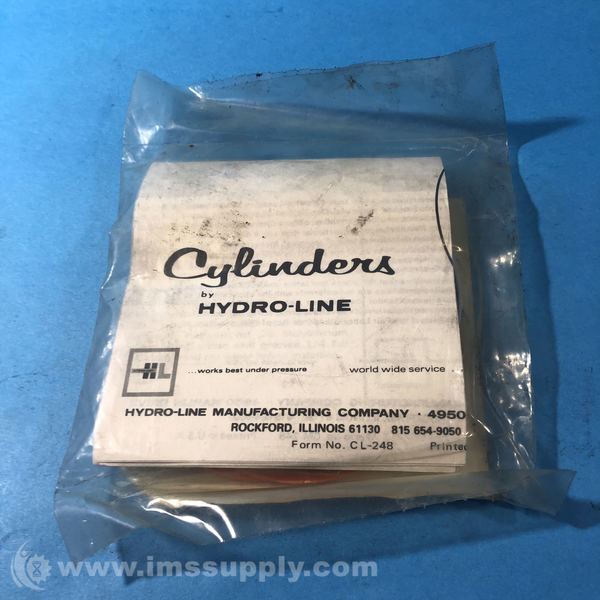 Cylinders
by
HYDRO-LINE
HL
...works best under pressure world wide service
HYDRO-LINE MANUFACTURING COMPANY · 4950
ROCKFORD, ILLINOIS 61130 815 654-9050
Form No. CL-248 Printed
www.imssupply.com